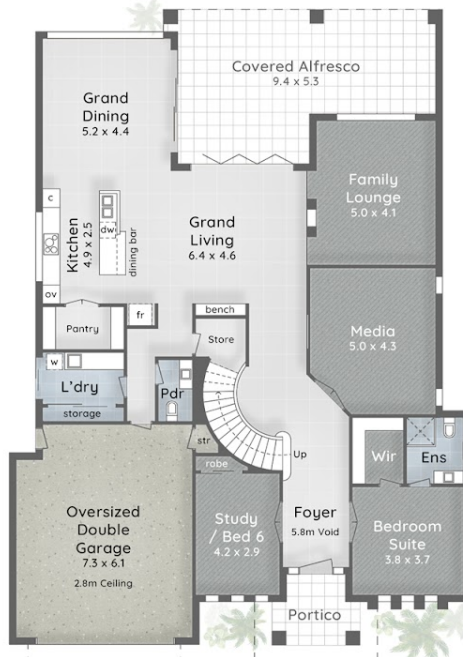 Covered Alfresco
9.4 x 5.3
Grand
Dining
5.2 x 4.4
Family
Lounge
5.0 x 4.1
c
Kitchen
4.9 x 2.5
dw
dining bar
Grand
Living
6.4 x 4.6
ov
fr
bench
Pantry
Store
Media
5.0 x 4.3
w
L'dry
storage
Pdr
str
Up
robe
Wir
Ens
Oversized
Double
Garage
7.3 x 6.1
2.8m Ceiling
Study
/ Bed 6
4.2 x 2.9
Foyer
5.8m Void
Bedroom
Suite
3.8 x 3.7
Portico